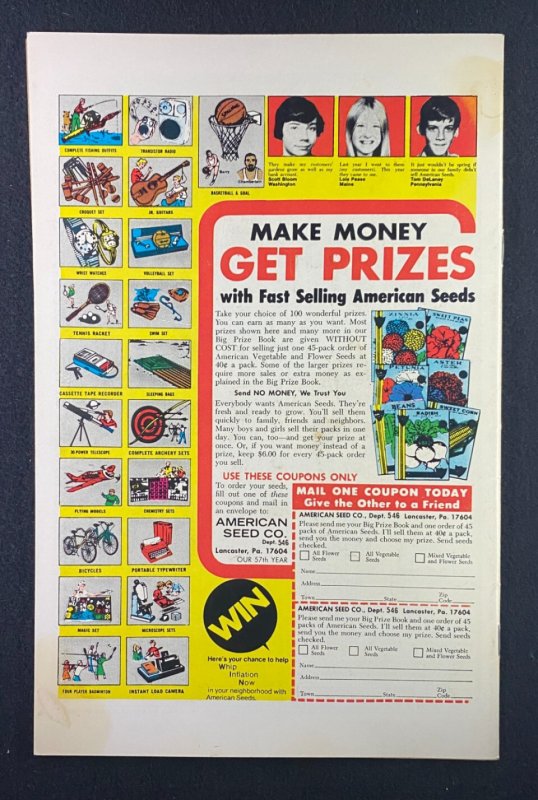 COMPLETE FISHING OUTFITS
TRANSISTOR RADIO
BASKETBALL & GOAL
CROQUET SET
JR. GUITARS
WRIST WATCHES
VOLLEYBALL SET
TENNIS RACKET
SWIM SET
CASSETTE TAPE RECORDER
SLEEPING BAGS
30-POWER TELESCOPE
COMPLETE ARCHERY SETS
FLYING MODELS
CHEMISTRY SETS
BICYCLES
PORTABLE TYPEWRITER
MAGIC SET
MICROSCOPE SETS
FOUR PLAYER BADMINTON
INSTANT LOAD CAMERA
They make my customers'
gardens grow as well as my
bank account.
Scott Bloom
Washington
Last year I went to them
(my customers). This year
they came to me.
Lois Pease
Maine
It just wouldn't be spring if
someone in our family didn't
sell American Seeds.
Tom DeLaney
Pennsylvania
MAKE MONEY
GET PRIZES
with Fast Selling American Seeds
Take your choice of 100 wonderful prizes.
You can earn as many as you want. Most
prizes shown here and many more in our
Big Prize Book are given WITHOUT
COST for selling just one 45-pack order of
American Vegetable and Flower Seeds at
40¢ a pack. Some of the larger prizes re-
quire more sales or extra money as ex-
plained in the Big Prize Book.
Send NO MONEY, We Trust You
Everybody wants American Seeds. They're
fresh and ready to grow. You'll sell them
quickly to family, friends and neighbors.
Many boys and girls sell their packs in one
day. You can, too—and get your prize at
once. Or, if you want money instead of a
prize, keep $6.00 for every 45-pack order
you sell.
ZINNIA
SWEET PEAS
PETUNIA
ASTER
BEANS
RADISH
SWEET CORN
USE THESE COUPONS ONLY
To order your seeds,
fill out one of these
coupons and mail in
an envelope to:
AMERICAN
SEED CO.
Dept. 546
Lancaster, Pa. 17604
OUR 57th YEAR
MAIL ONE COUPON TODAY
Give the Other to a Friend
AMERICAN SEED CO., Dept. 546 Lancaster, Pa. 17604
Please send me your Big Prize Book and one order of 45
packs of American Seeds. I'll sell them at 40¢ a pack,
send you the money and choose my prize. Send seeds
checked.
All Flower Seeds
All Vegetable Seeds
Mixed Vegetable and Flower Seeds
Name
Address
Town State Zip Code
AMERICAN SEED CO., Dept. 546 Lancaster, Pa. 17604
Please send me your Big Prize Book and one order of 45
packs of American Seeds. I'll sell them at 40¢ a pack,
send you the money and choose my prize. Send seeds
checked.
All Flower Seeds
All Vegetable Seeds
Mixed Vegetable and Flower Seeds
Name
Address
Town State Zip Code
WIN
Here's your chance to help
Whip
Inflation
Now
in your neighborhood with
American Seeds.